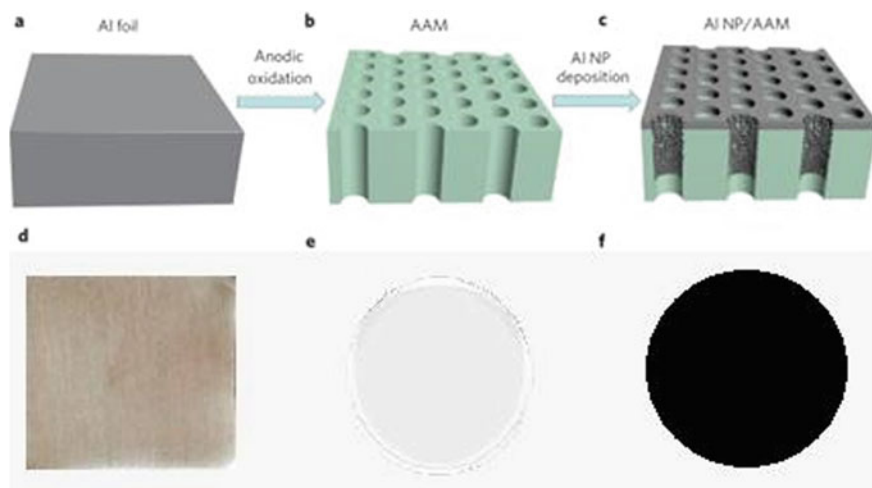 a
Al foil
Anodic
oxidation
b
AAM
Al NP
deposition
c
Al NP/AAM
d
e
f